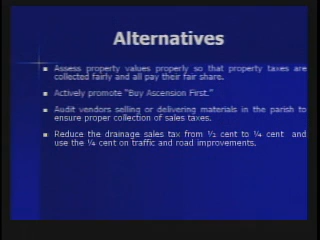 Alternatives
Assess property values properly so that property taxes are
collected fairly and all pay their fair share.
Actively promote "Buy Ascension First."
Audit vendors selling or delivering materials in the parish to
ensure proper collection of sales taxes.
Reduce the drainage sales tax from ½ cent to ¼ cent and
use the ¼ cent on traffic and road improvements.